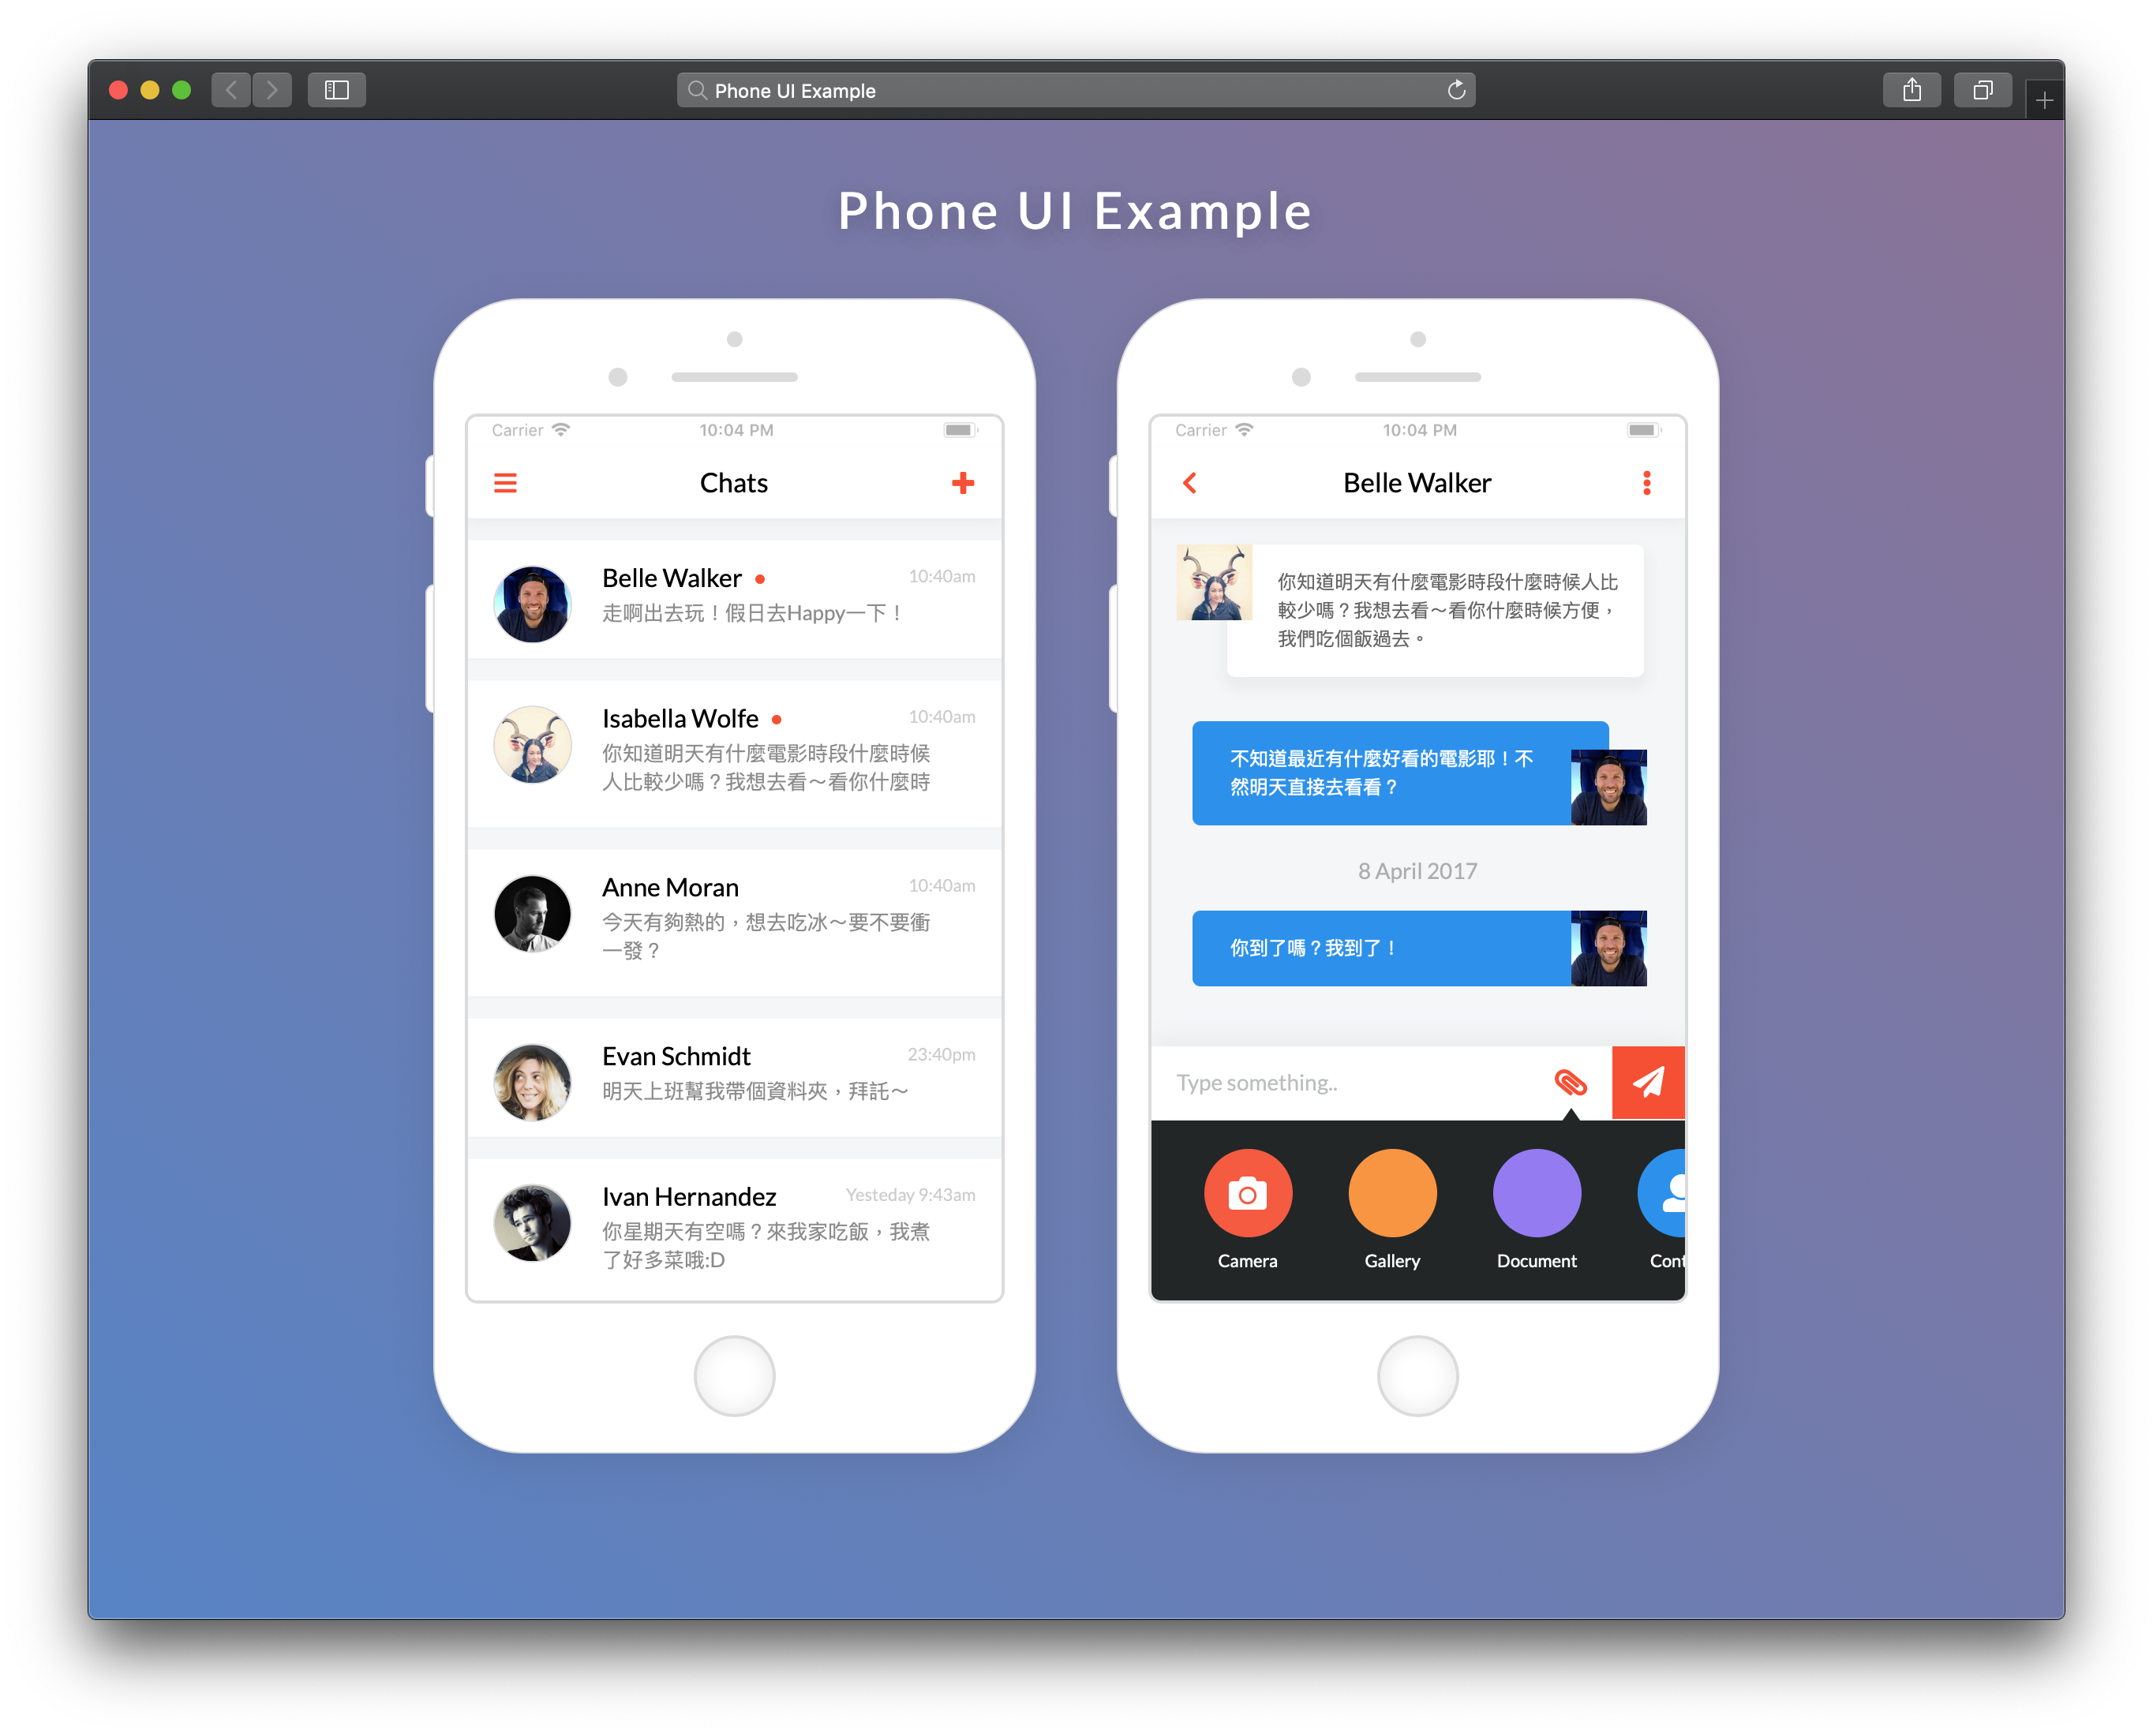 Phone UI Example
Phone UI Example
Carrier
10:04 PM
Chats
Belle Walker
10:40am
走啊出去玩！假日去Happy一下！
Isabella Wolfe
10:40am
你知道明天有什麼電影時段什麼時候
人比較少嗎？我想去看～看你什麼時
Anne Moran
10:40am
今天有夠熱的，想去吃冰～要不要衝
一發？
Evan Schmidt
23:40pm
明天上班幫我帶個資料夾，拜託～
Ivan Hernandez
Yesteday 9:43am
你星期天有空嗎？來我家吃飯，我煮
了好多菜哦:D
Carrier
10:04 PM
Belle Walker
你知道明天有什麼電影時段什麼時候人比
較少嗎？我想去看～看你什麼時候方便，
我們吃個飯過去。
不知道最近有什麼好看的電影耶！不
然明天直接去看看？
8 April 2017
你到了嗎？我到了！
Type something..
Camera
Gallery
Document
Cont